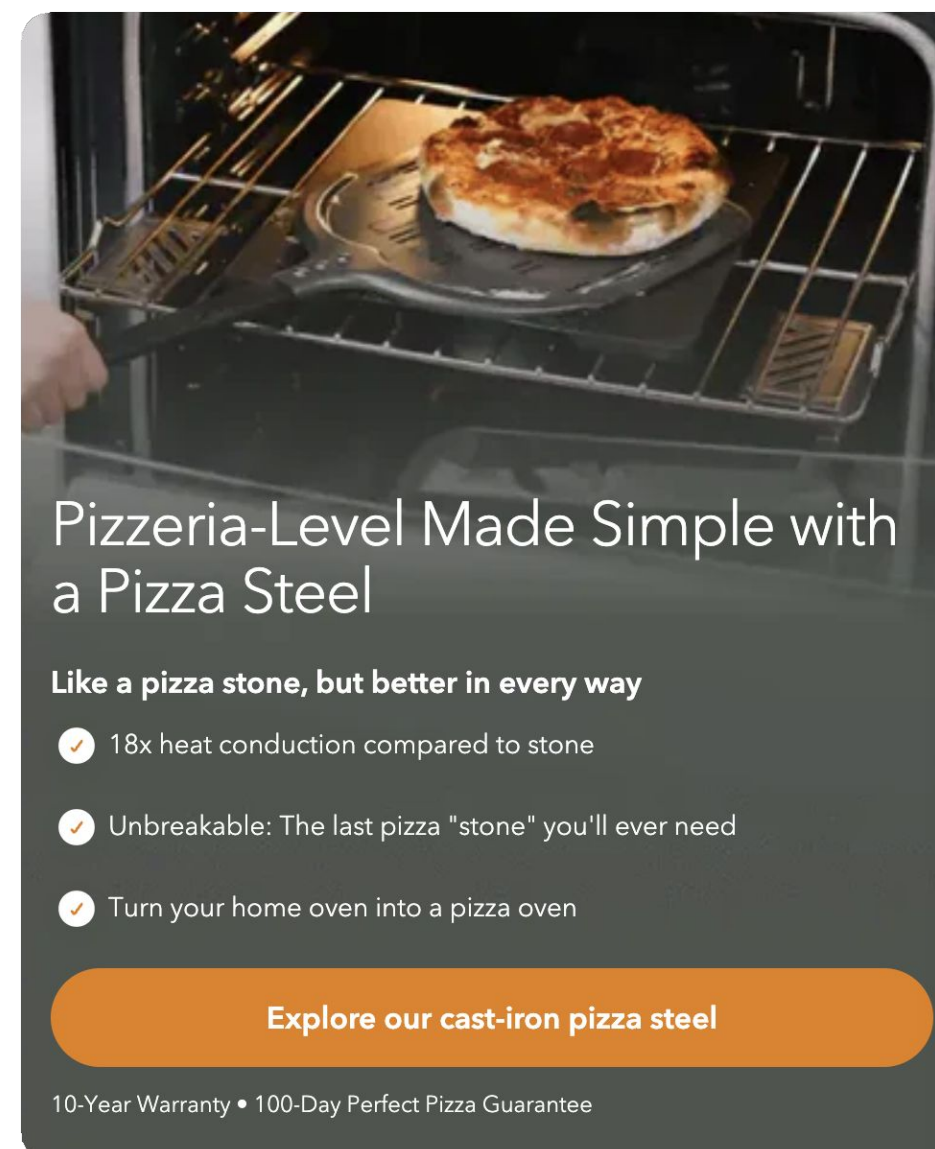 Pizzeria-Level Made Simple with
a Pizza Steel
Like a pizza stone, but better in every way
18x heat conduction compared to stone
Unbreakable: The last pizza "stone" you'll ever need
Turn your home oven into a pizza oven
Explore our cast-iron pizza steel
10-Year Warranty • 100-Day Perfect Pizza Guarantee